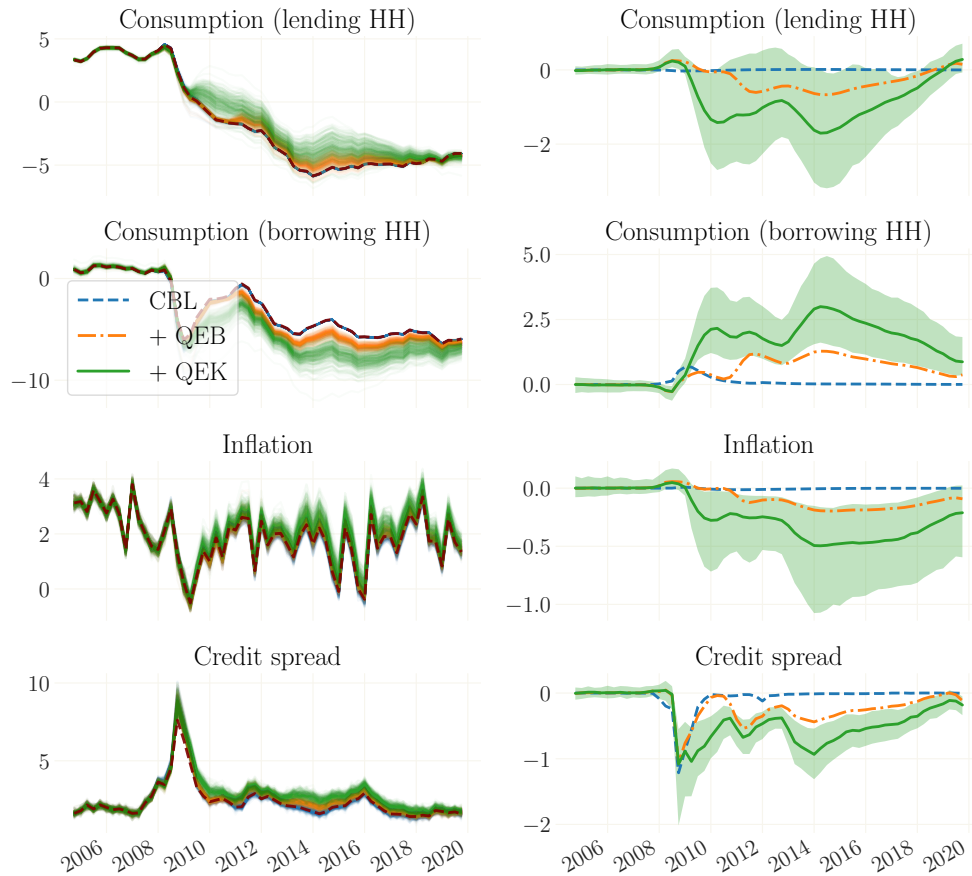 Consumption (lending HH)
5
0
−5
Consumption (lending HH)
0
−2
Consumption (borrowing HH)
0
−10
CBL
+ QEB
+ QEK
Consumption (borrowing HH)
5.0
2.5
0.0
Inflation
4
2
0
Inflation
0.0
−0.5
−1.0
Credit spread
10
5
2006 2008 2010 2012 2014 2016 2018 2020
Credit spread
0
−1
−2
2006 2008 2010 2012 2014 2016 2018 2020